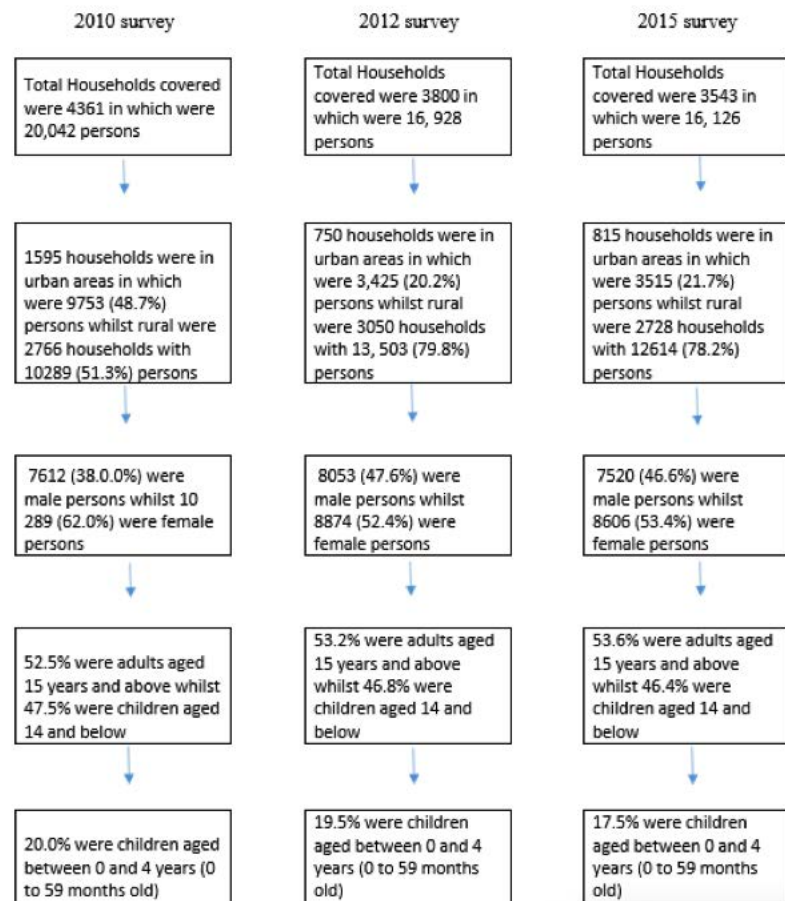 2010 survey
2012 survey
2015 survey
Total Households covered
were 4361 in which were
20,042 persons
Total Households
covered were 3800 in
which were 16, 928
persons
Total Households
covered were 3543 in
which were 16, 126
persons
1595 households were in
urban areas in which
were 9753 (48.7%)
persons whilst rural were
2766 households with
10289 (51.3%) persons
750 households were in
urban areas in which
were 3,425 (20.2%)
persons whilst rural
were 3050 households
with 13, 503 (79.8%)
persons
815 households were in
urban areas in which
were 3515 (21.7%)
persons whilst rural
were 2728 households
with 12614 (78.2%)
persons
7612 (38.0.0%) were
male persons whilst 10
289 (62.0%) were female
persons
8053 (47.6%) were
male persons whilst
8874 (52.4%) were
female persons
7520 (46.6%) were
male persons whilst
8606 (53.4%) were
female persons
52.5% were adults aged
15 years and above whilst
47.5% were children aged
14 and below
53.2% were adults aged
15 years and above
whilst 46.8% were
children aged 14 and
below
53.6% were adults aged
15 years and above
whilst 46.4% were
children aged 14 and
below
20.0% were children aged
between 0 and 4 years (0
to 59 months old)
19.5% were children
aged between 0 and 4
years (0 to 59 months
old)
17.5% were children
aged between 0 and 4
years (0 to 59 months
old)